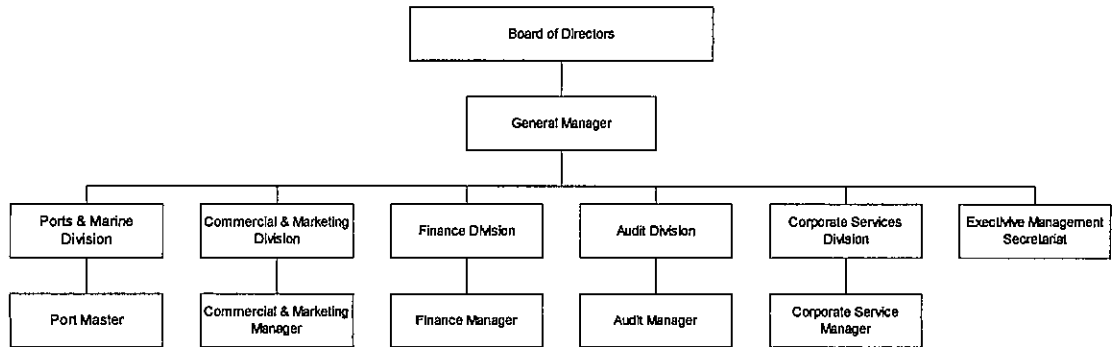 Board of Directors
General Manager
Ports & Marine
Division
Commercial & Marketing
Division
Finance Division
Audit Division
Corporate Services
Division
Exectivive Management
Secretariat
Port Master
Commercial & Marketing
Manager
Finance Manager
Audit Manager
Corporate Service
Manager